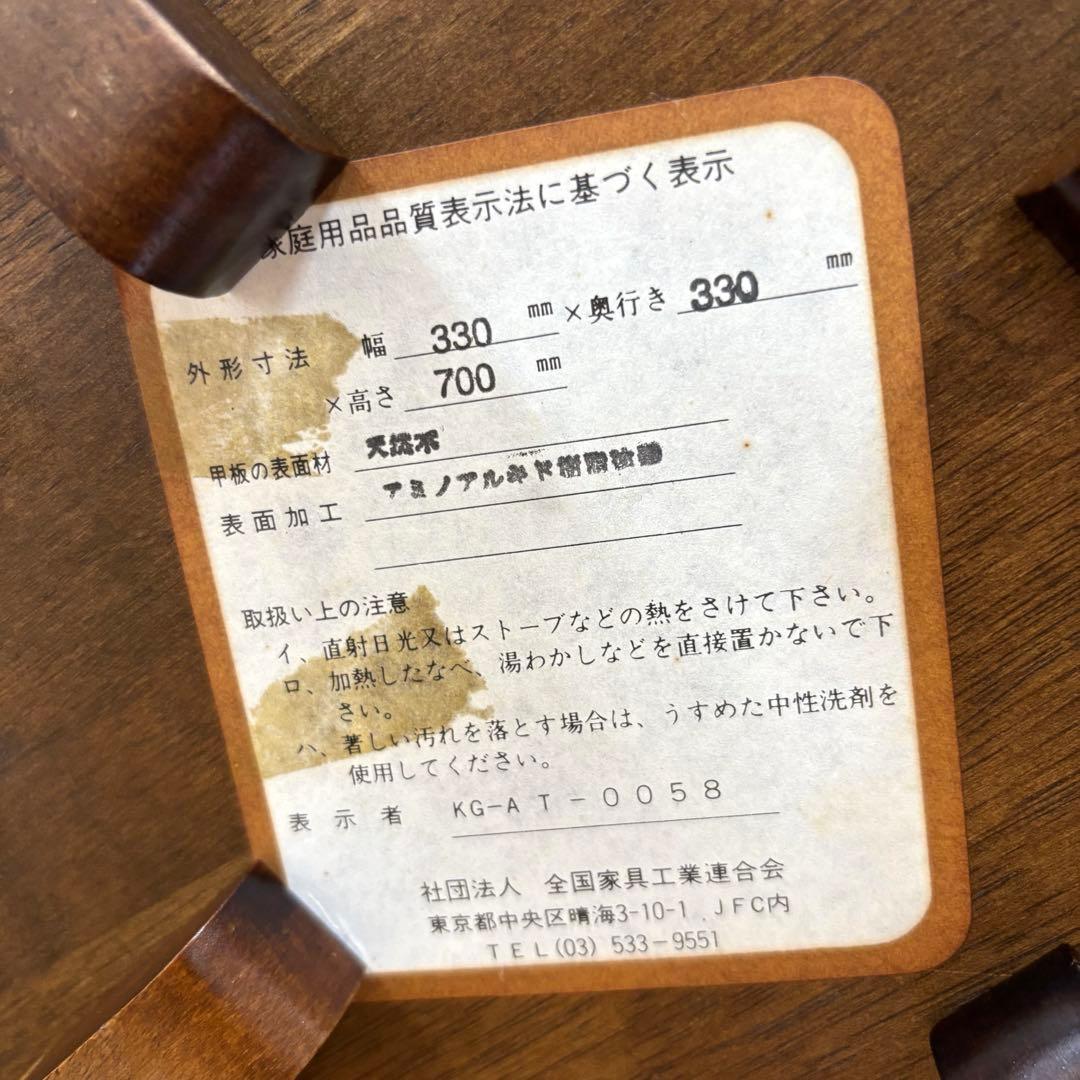 家庭用品品質表示法に基づく表示
外形寸法 幅 330 mm ×奥行き 330 mm
×高さ 700 mm
甲板の表面材 天然木
表面加工 アミノアルキド樹脂塗装
取扱い上の注意
イ、直射日光又はストーブなどの熱をさけて下さい。
ロ、加熱したなべ、湯わかしなどを直接置かないで下
さい。
ハ、著しい汚れを落とす場合は、うすめた中性洗剤を
使用してください。
表示者 KG-AT-0058
社団法人 全国家具工業連合会
東京都中央区晴海3-10-1 JFC内
TEL(03) 533-9551